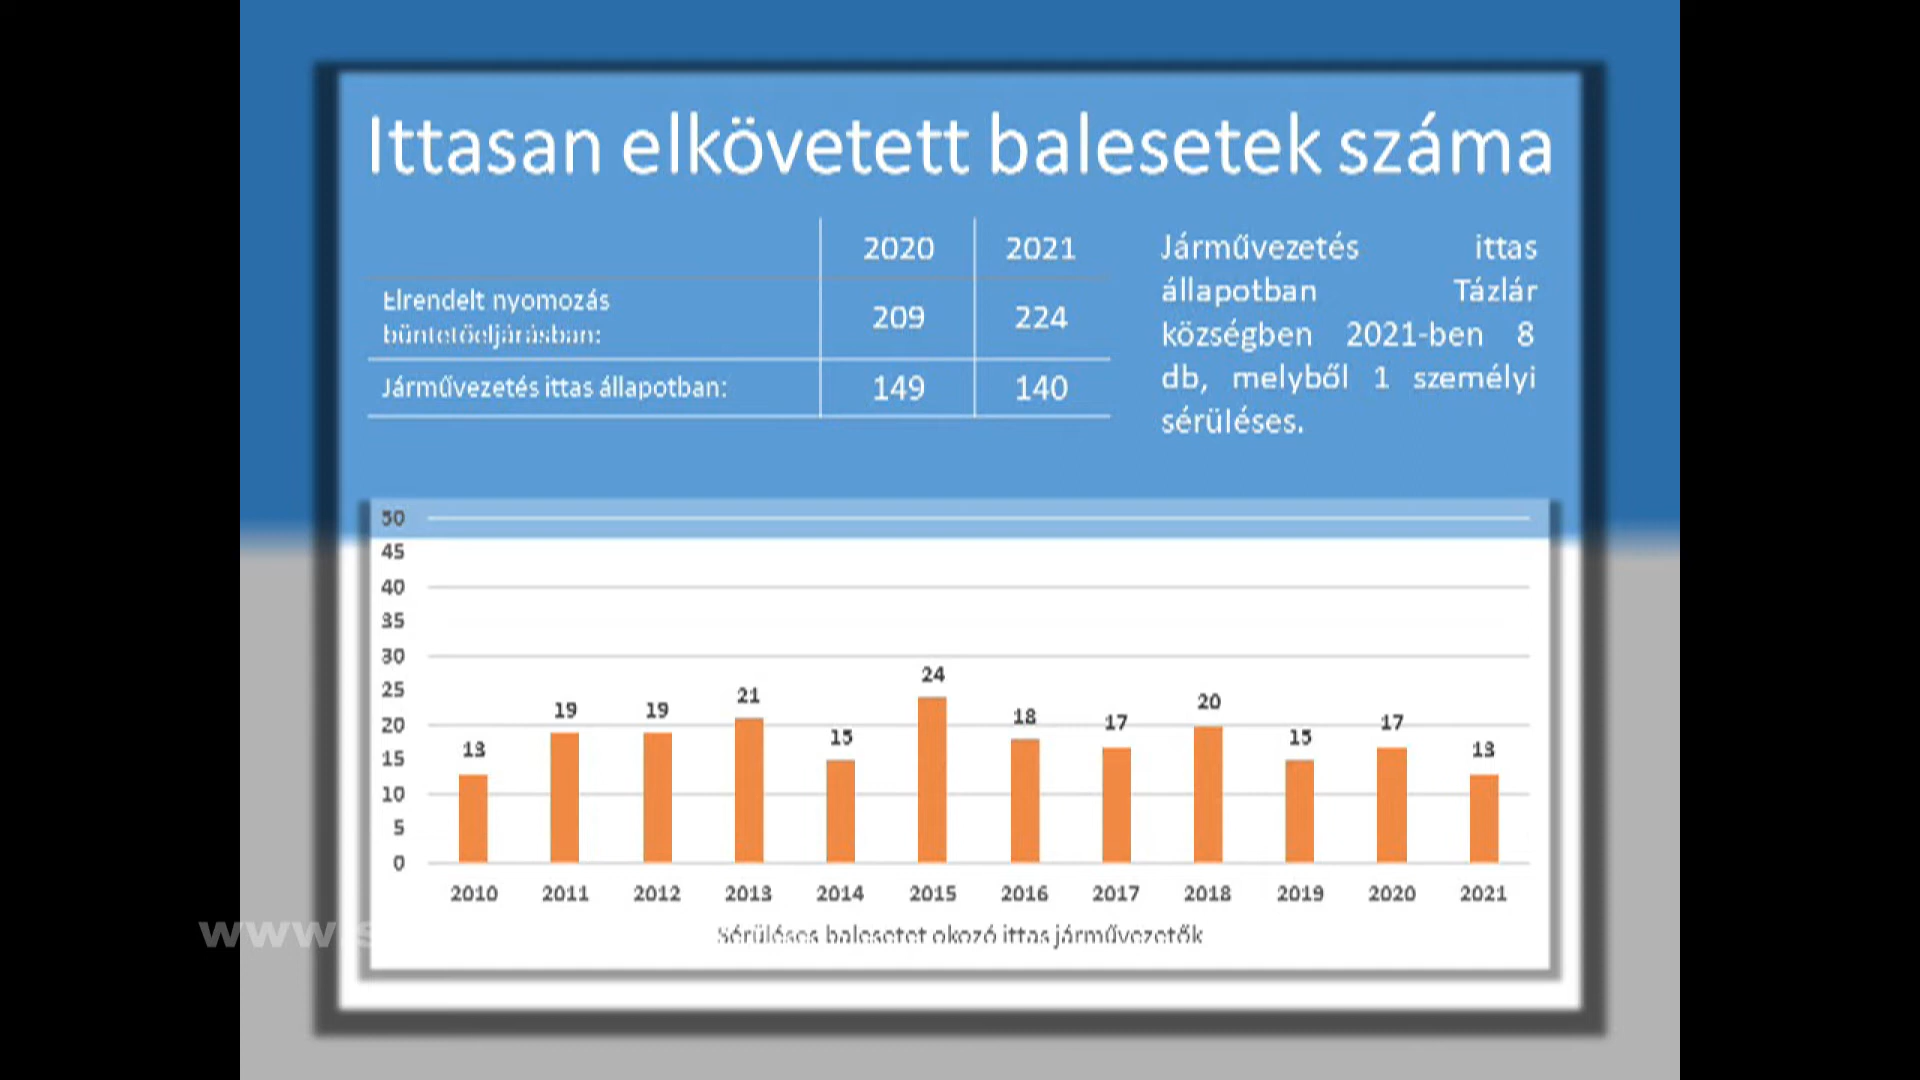 Ittasan elkövetett balesetek száma
2020 2021
Elrendelt nyomozás
büntetőeljárásban: 209 224
Járművezetés ittas állapotban: 149 140
Járművezetés ittas
állapotban Tázlár
községben 2021-ben 8
db, melyből 1 személyi
sérüléses.
50
45
40
35
30
25
20
15
10
5
0
13 19 19 21 15 24 18 17 20 15 17 13
2010 2011 2012 2013 2014 2015 2016 2017 2018 2019 2020 2021
Sérüléses balesetet okozó ittas járművezetők